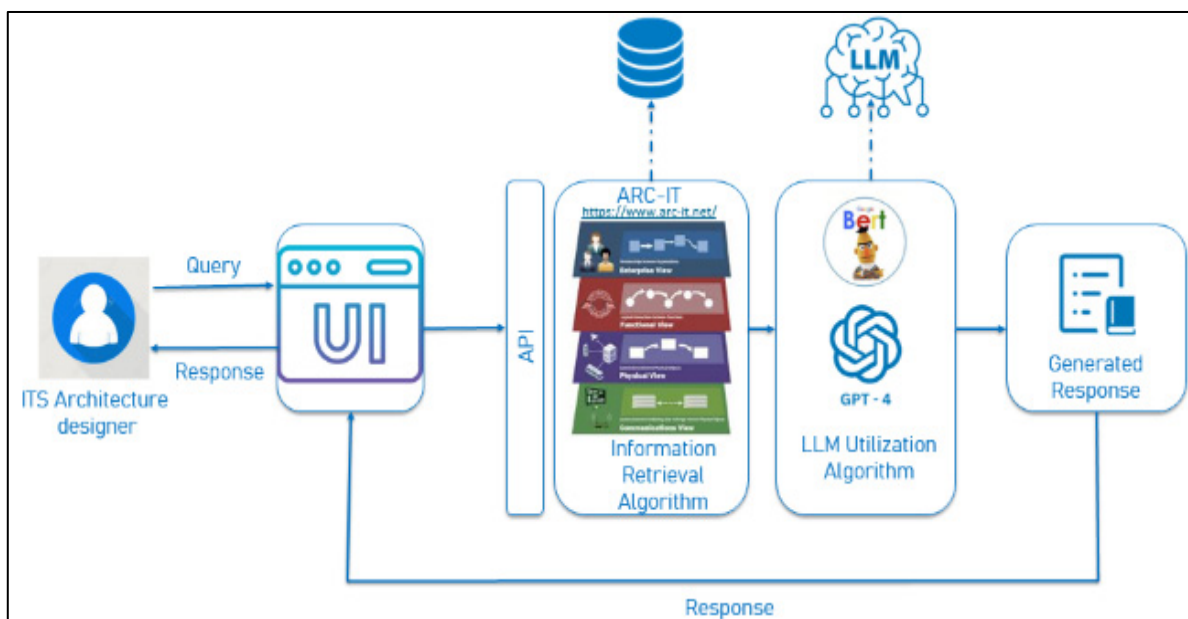 LLM
ARC-IT
https://www.arc-it.net/
Query
Response
ITS Architecture
designer
UI
API
Enterprise View
Functional View
Physical View
Communications View
Information
Retrieval
Algorithm
Google
Bert
GPT - 4
LLM Utilization
Algorithm
Generated
Response
Response